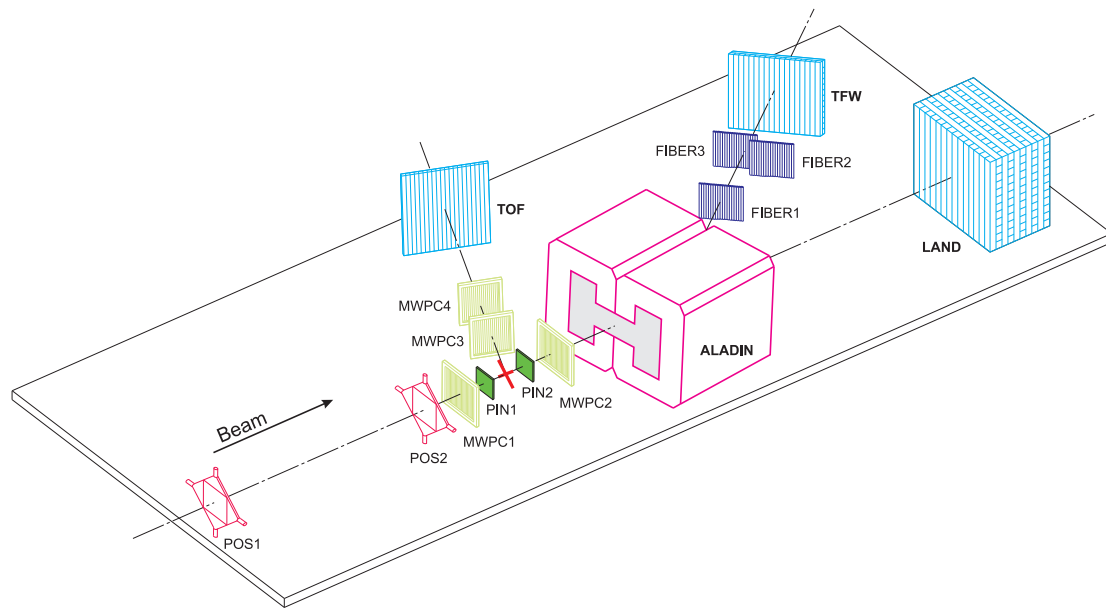 TFW
FIBER3
FIBER2
FIBER1
TOF
LAND
MWPC4
MWPC3
ALADIN
PIN2
MWPC2
PIN1
MWPC1
Beam
POS2
POS1